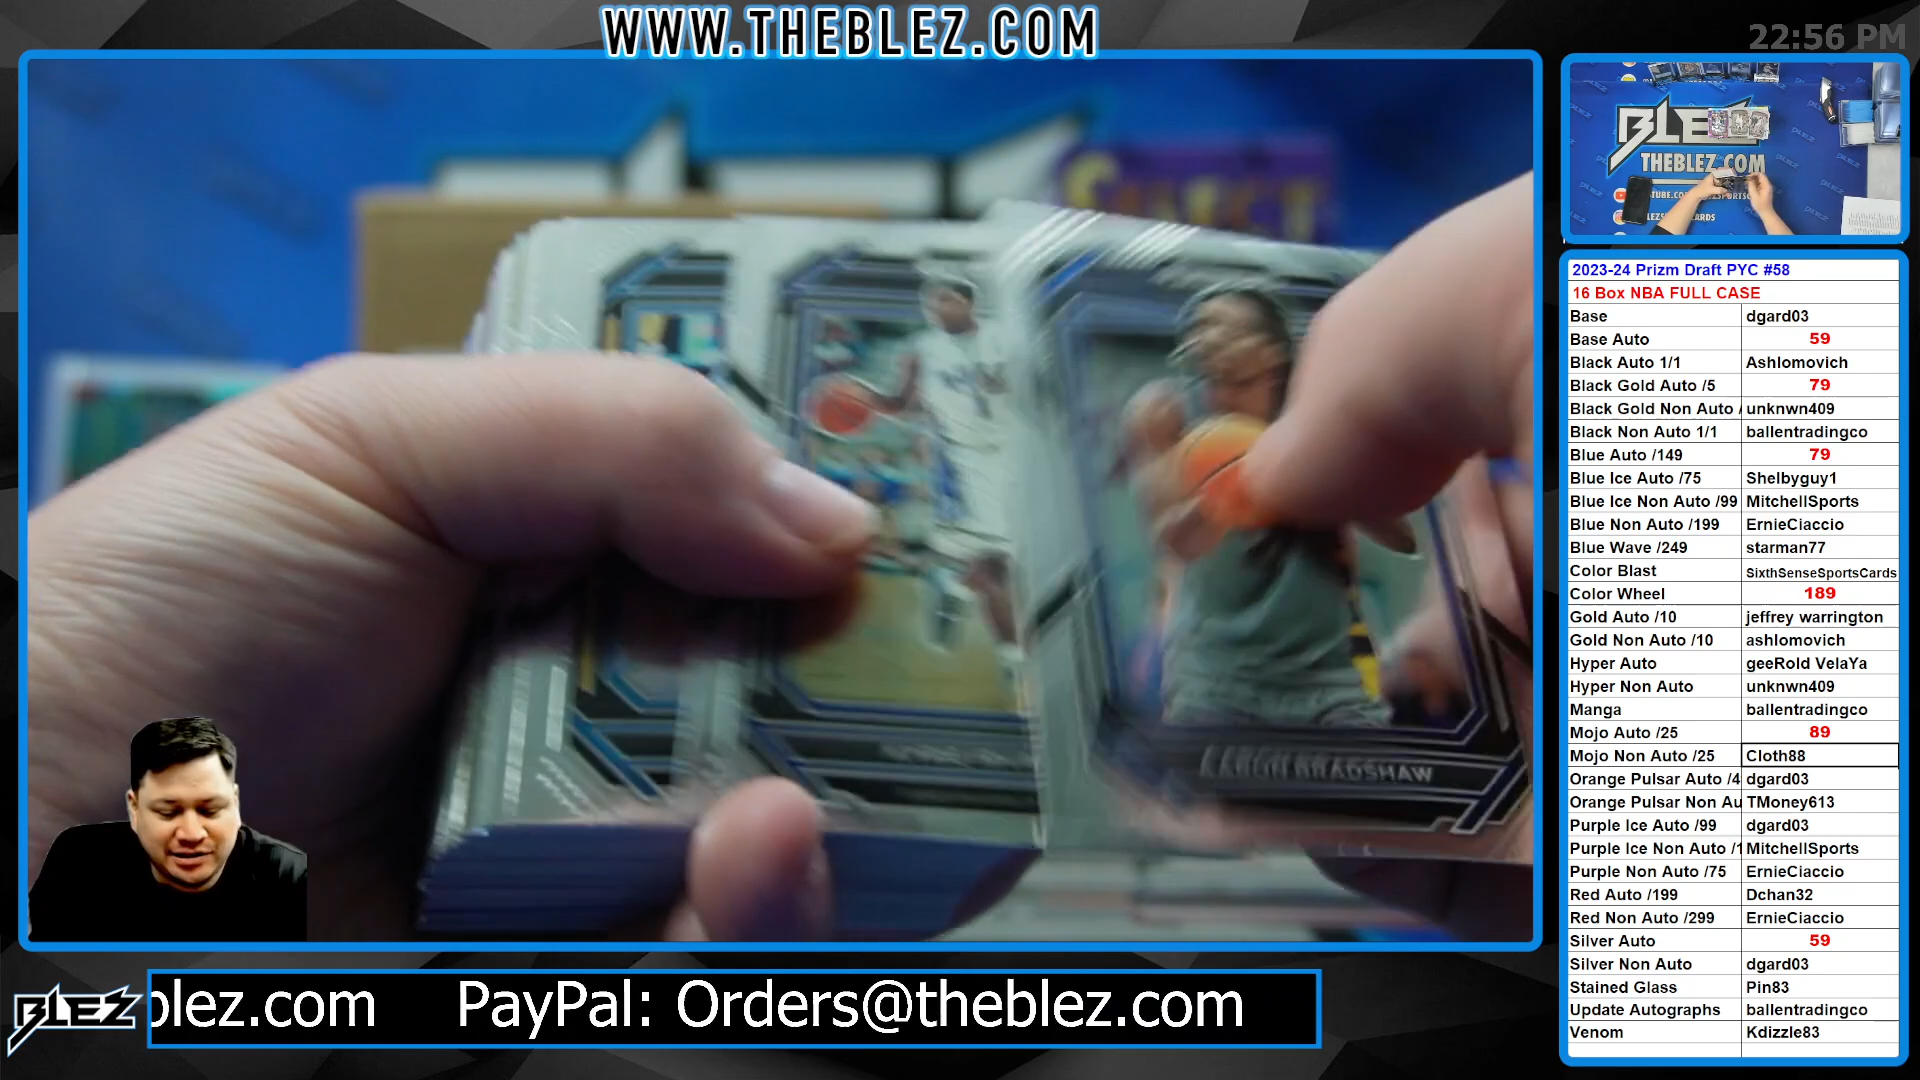 WWW.THEBLEZ.COM
22:56 PM
SELECT
AARON BRADSHAW
BLEZ
THEBLEZ.COM
2023-24 Prizm Draft PYC #58
16 Box NBA FULL CASE
Base dgard03
Base Auto 59
Black Auto 1/1 Ashlomovich
Black Gold Auto /5 79
Black Gold Non Auto / unknwn409
Black Non Auto 1/1 ballentradingco
Blue Auto /149 79
Blue Ice Auto /75 Shelbyguy1
Blue Ice Non Auto /99 MitchellSports
Blue Non Auto /199 ErnieCiaccio
Blue Wave /249 starman77
Color Blast SixthSenseSportsCards
Color Wheel 189
Gold Auto /10 jeffrey warrington
Gold Non Auto /10 ashlomovich
Hyper Auto geeRold VelaYa
Hyper Non Auto unknwn409
Manga ballentradingco
Mojo Auto /25 89
Mojo Non Auto /25 Cloth88
Orange Pulsar Auto /4 dgard03
Orange Pulsar Non Au TMoney613
Purple Ice Auto /99 dgard03
Purple Ice Non Auto /1 MitchellSports
Purple Non Auto /75 ErnieCiaccio
Red Auto /199 Dchan32
Red Non Auto /299 ErnieCiaccio
Silver Auto 59
Silver Non Auto dgard03
Stained Glass Pin83
Update Autographs ballentradingco
Venom Kdizzle83
BLEZ
blez.com PayPal: Orders@theblez.com